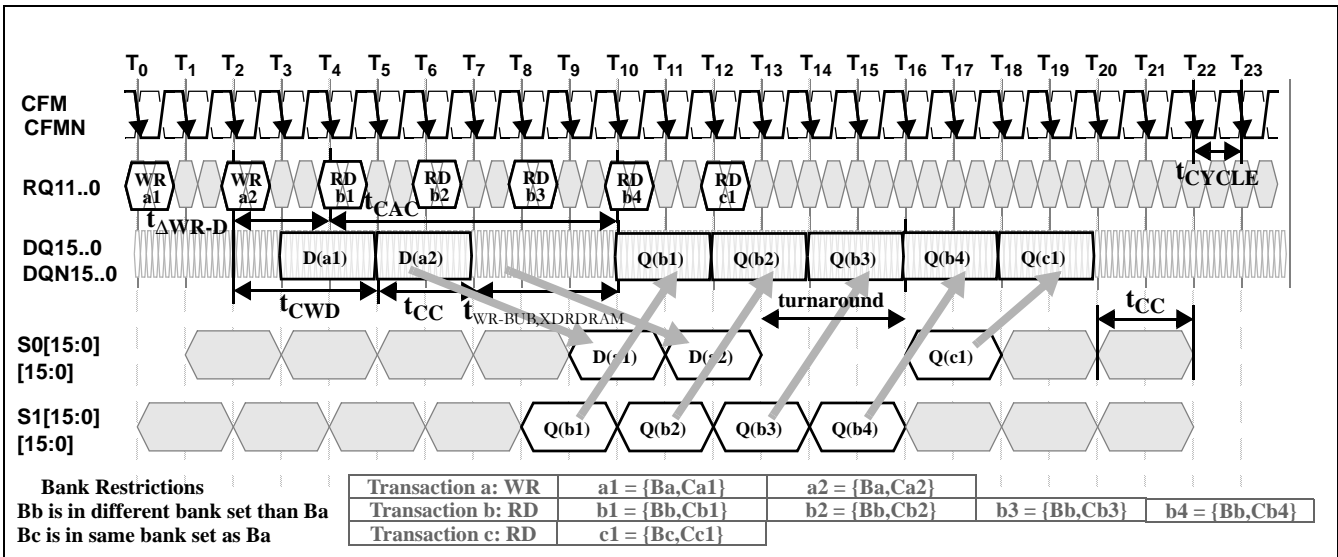 T0 T1 T2 T3 T4 T5 T6 T7 T8 T9 T10 T11 T12 T13 T14 T15 T16 T17 T18 T19 T20 T21 T22 T23
CFM
CFMN
tCYCLE
RQ11..0
WR a1
WR a2
RD b1
RD b2
RD b3
RD b4
RD c1
tΔWR-D
tCAC
DQ15..0
DQN15..0
D(a1) D(a2) Q(b1) Q(b2) Q(b3) Q(b4) Q(c1)
tCWD tCC tWR-BUB,XDRDRAM turnaround tCC
S0[15:0]
[15:0]
D(a1) D(a2) Q(c1)
S1[15:0]
[15:0]
Q(b1) Q(b2) Q(b3) Q(b4)
Bank Restrictions
Bb is in different bank set than Ba
Bc is in same bank set as Ba
Transaction a: WR a1 = {Ba,Ca1} a2 = {Ba,Ca2}
Transaction b: RD b1 = {Bb,Cb1} b2 = {Bb,Cb2} b3 = {Bb,Cb3} b4 = {Bb,Cb4}
Transaction c: RD c1 = {Bc,Cc1}